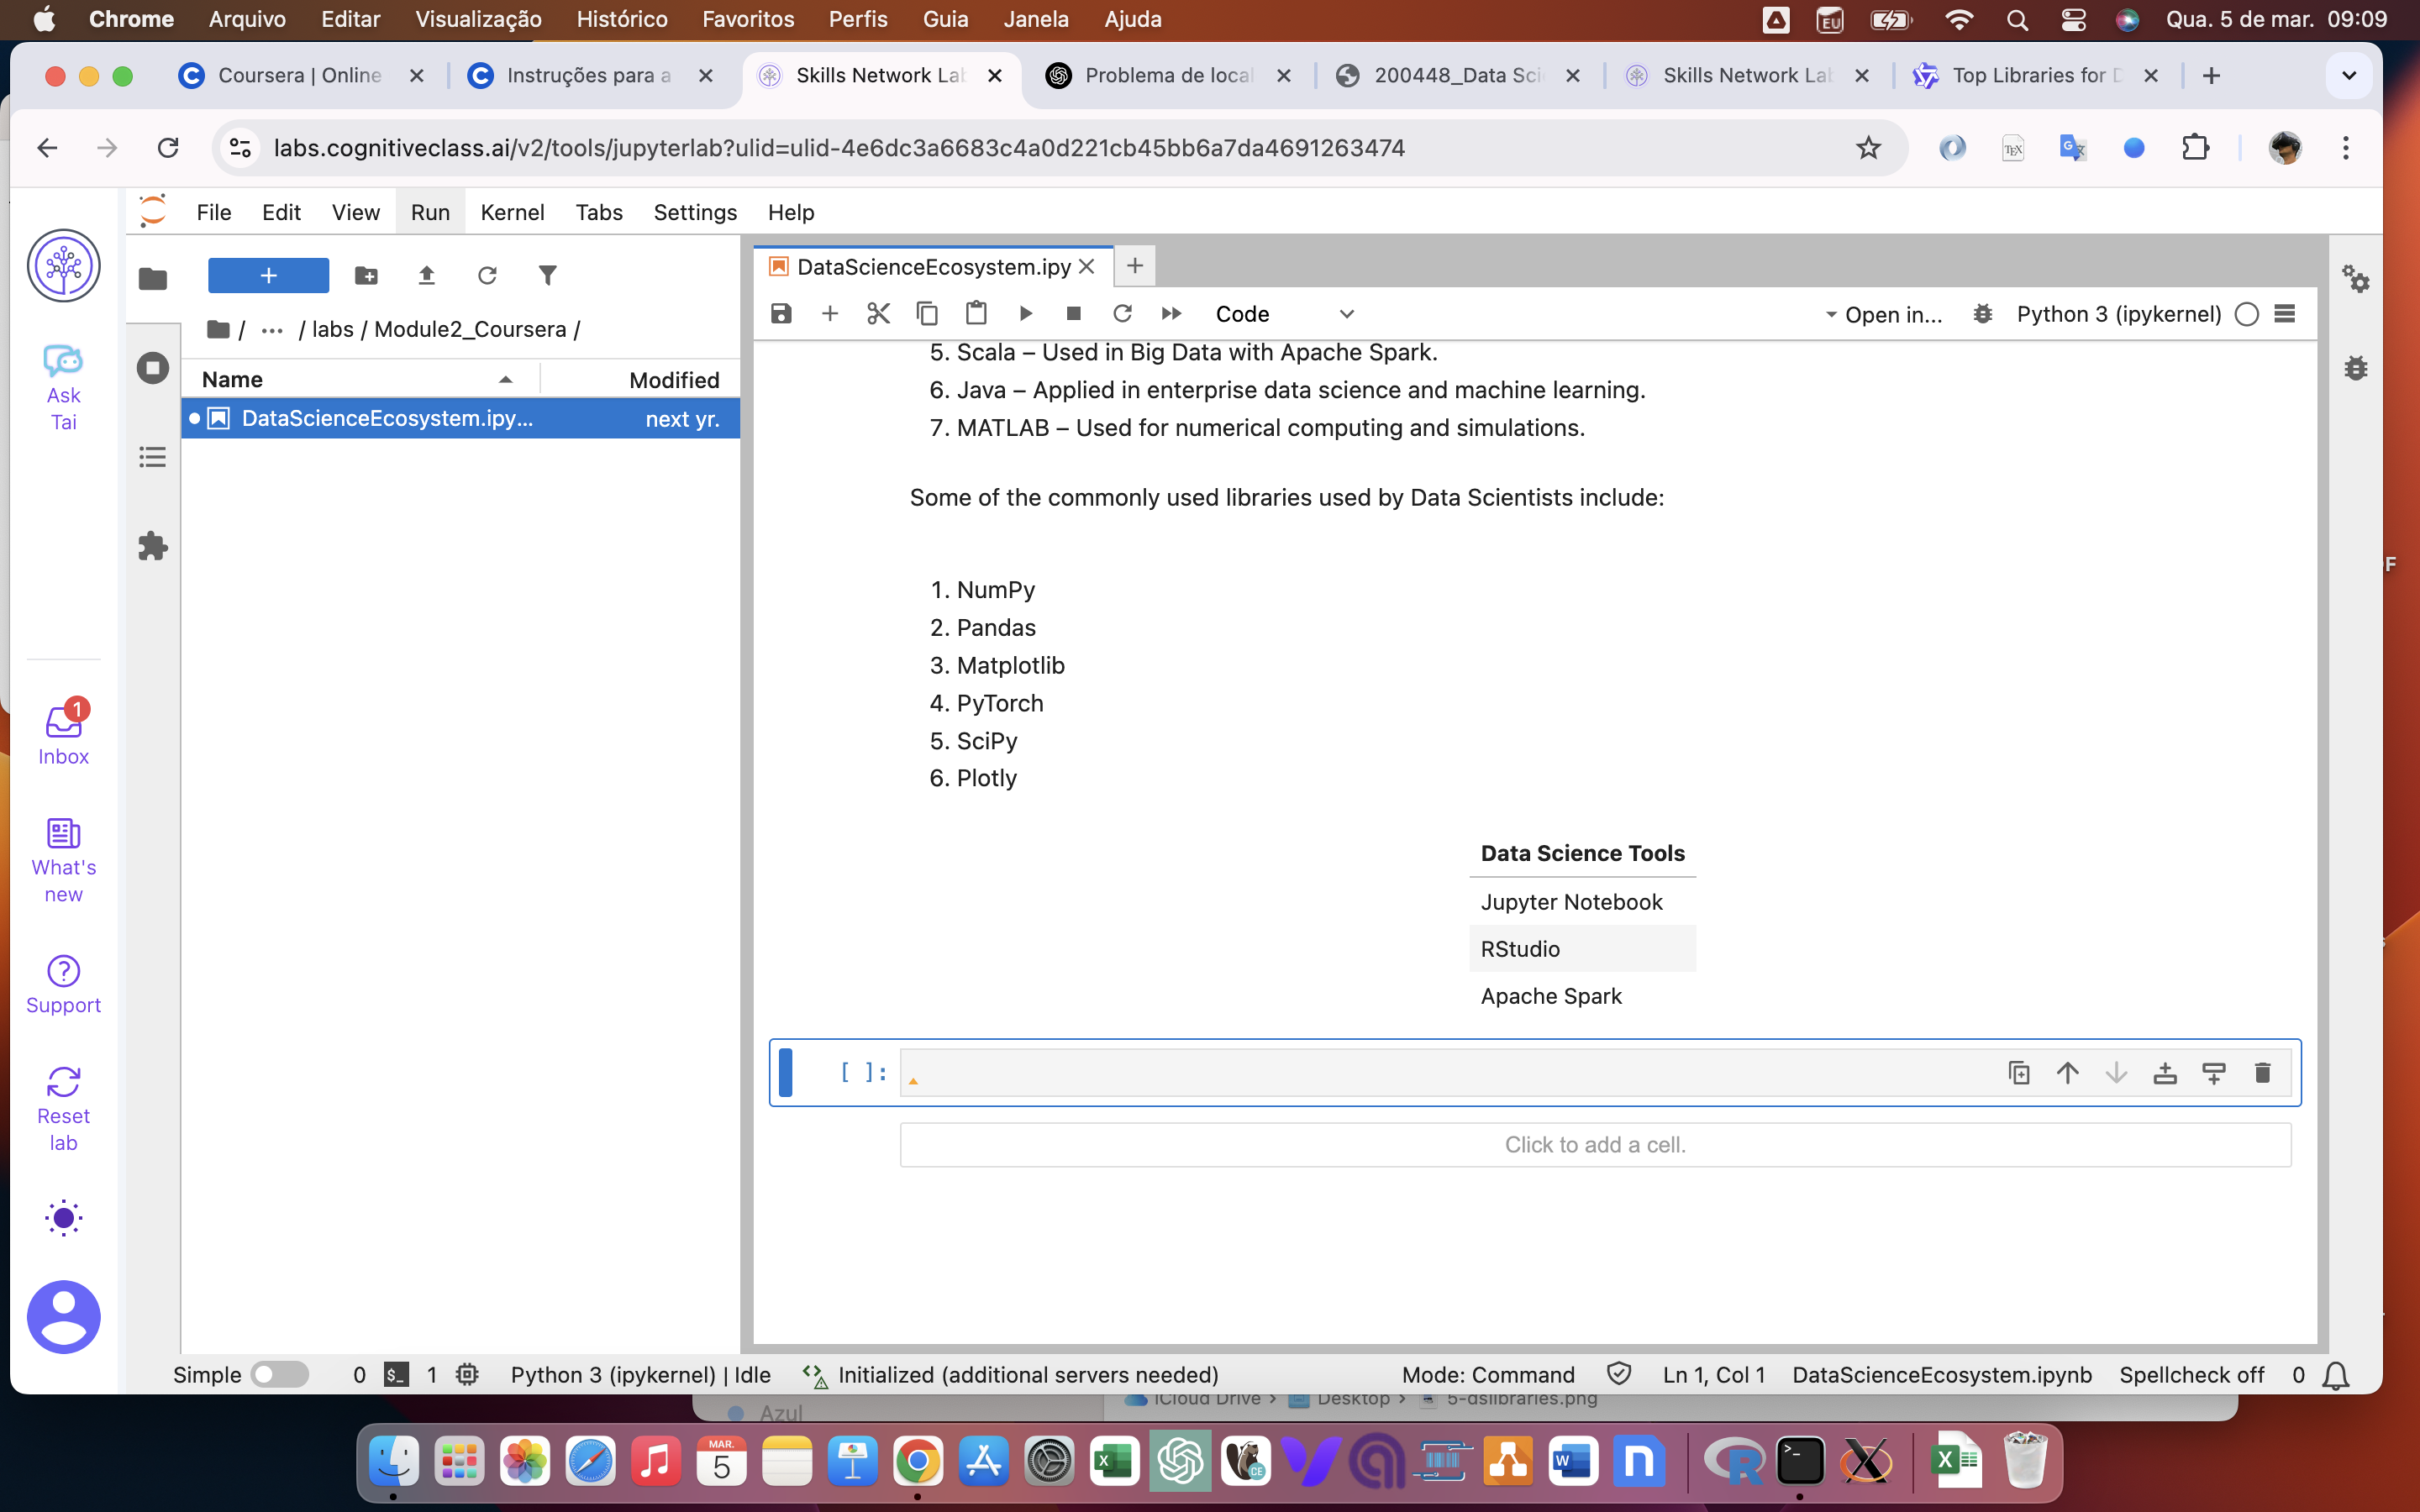 Chrome Arquivo Editar Visualização Histórico Favoritos Perfis Guia Janela Ajuda EU Qua. 5 de mar. 09:09
Coursera | Online Instruções para a Skills Network Lab Problema de local 200448_Data Sci Skills Network Lab Top Libraries for D
labs.cognitiveclass.ai/v2/tools/jupyterlab?ulid=ulid-4e6dc3a6683c4a0d221cb45bb6a7da4691263474
File Edit View Run Kernel Tabs Settings Help
DataScienceEcosystem.ipy
Code
Open in...
Python 3 (ipykernel)
/ ... / labs / Module2_Coursera /
Name Modified
DataScienceEcosystem.ipy... next yr.
Ask
Tai
1
Inbox
What's
new
Support
Reset
lab
5. Scala – Used in Big Data with Apache Spark.
6. Java – Applied in enterprise data science and machine learning.
7. MATLAB – Used for numerical computing and simulations.
Some of the commonly used libraries used by Data Scientists include:
1. NumPy
2. Pandas
3. Matplotlib
4. PyTorch
5. SciPy
6. Plotly
Data Science Tools
Jupyter Notebook
RStudio
Apache Spark
[ ]:
Click to add a cell.
Simple 0 $_ 1 Python 3 (ipykernel) | Idle Initialized (additional servers needed) Mode: Command Ln 1, Col 1 DataScienceEcosystem.ipynb Spellcheck off 0
Azul
iCloud Drive › Desktop › 5-dslibraries.png
MAR.
5